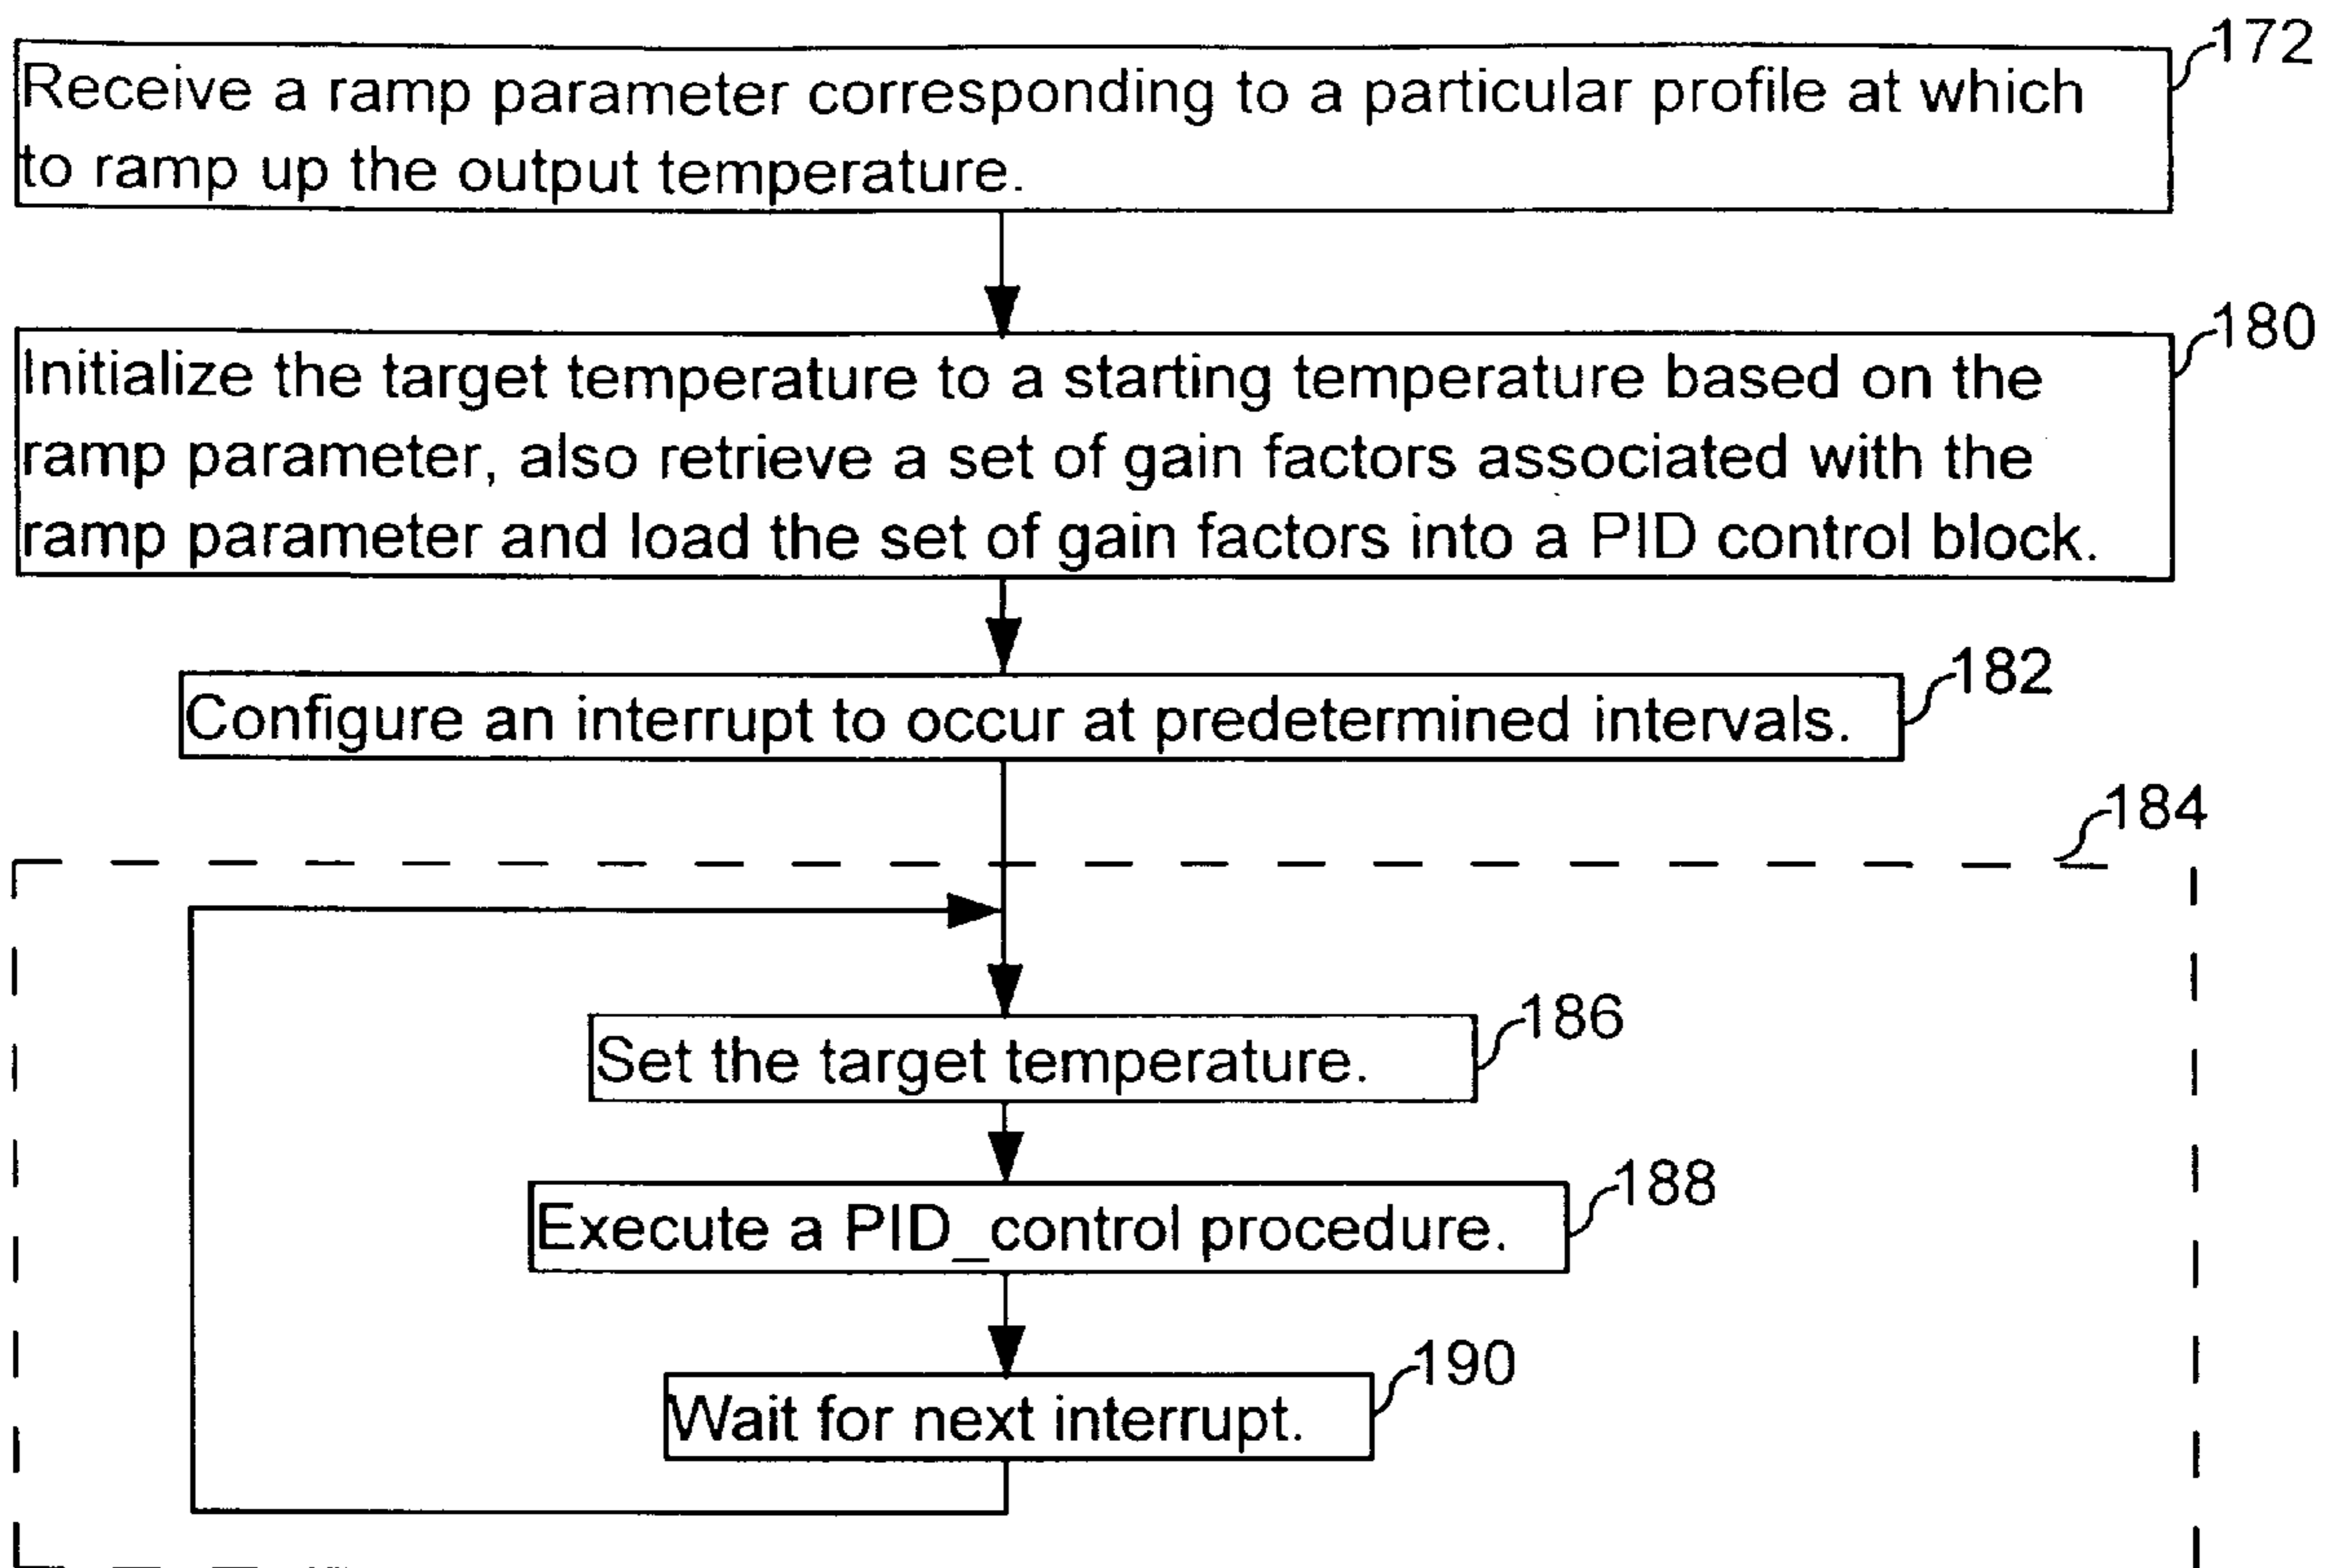 172
Receive a ramp parameter corresponding to a particular profile at which
to ramp up the output temperature.
180
Initialize the target temperature to a starting temperature based on the
ramp parameter, also retrieve a set of gain factors associated with the
ramp parameter and load the set of gain factors into a PID control block.
182
Configure an interrupt to occur at predetermined intervals.
184
186
Set the target temperature.
188
Execute a PID_control procedure.
190
Wait for next interrupt.